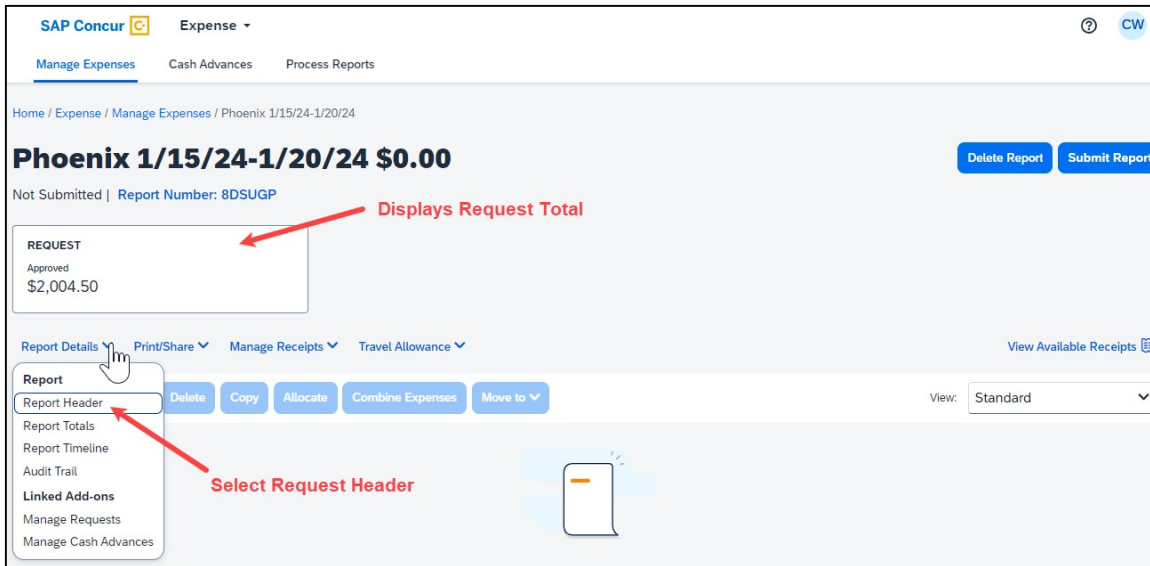 SAP Concur C Expense CW
Manage Expenses Cash Advances Process Reports
Home / Expense / Manage Expenses / Phoenix 1/15/24-1/20/24
Phoenix 1/15/24-1/20/24 $0.00
Delete Report Submit Report
Not Submitted | Report Number: 8DSUGP
Displays Request Total
REQUEST
Approved
$2,004.50
Report Details Print/Share Manage Receipts Travel Allowance View Available Receipts
Report
Report Header Delete Copy Allocate Combine Expenses Move to View: Standard
Report Totals
Report Timeline
Audit Trail
Select Request Header
Linked Add-ons
Manage Requests
Manage Cash Advances